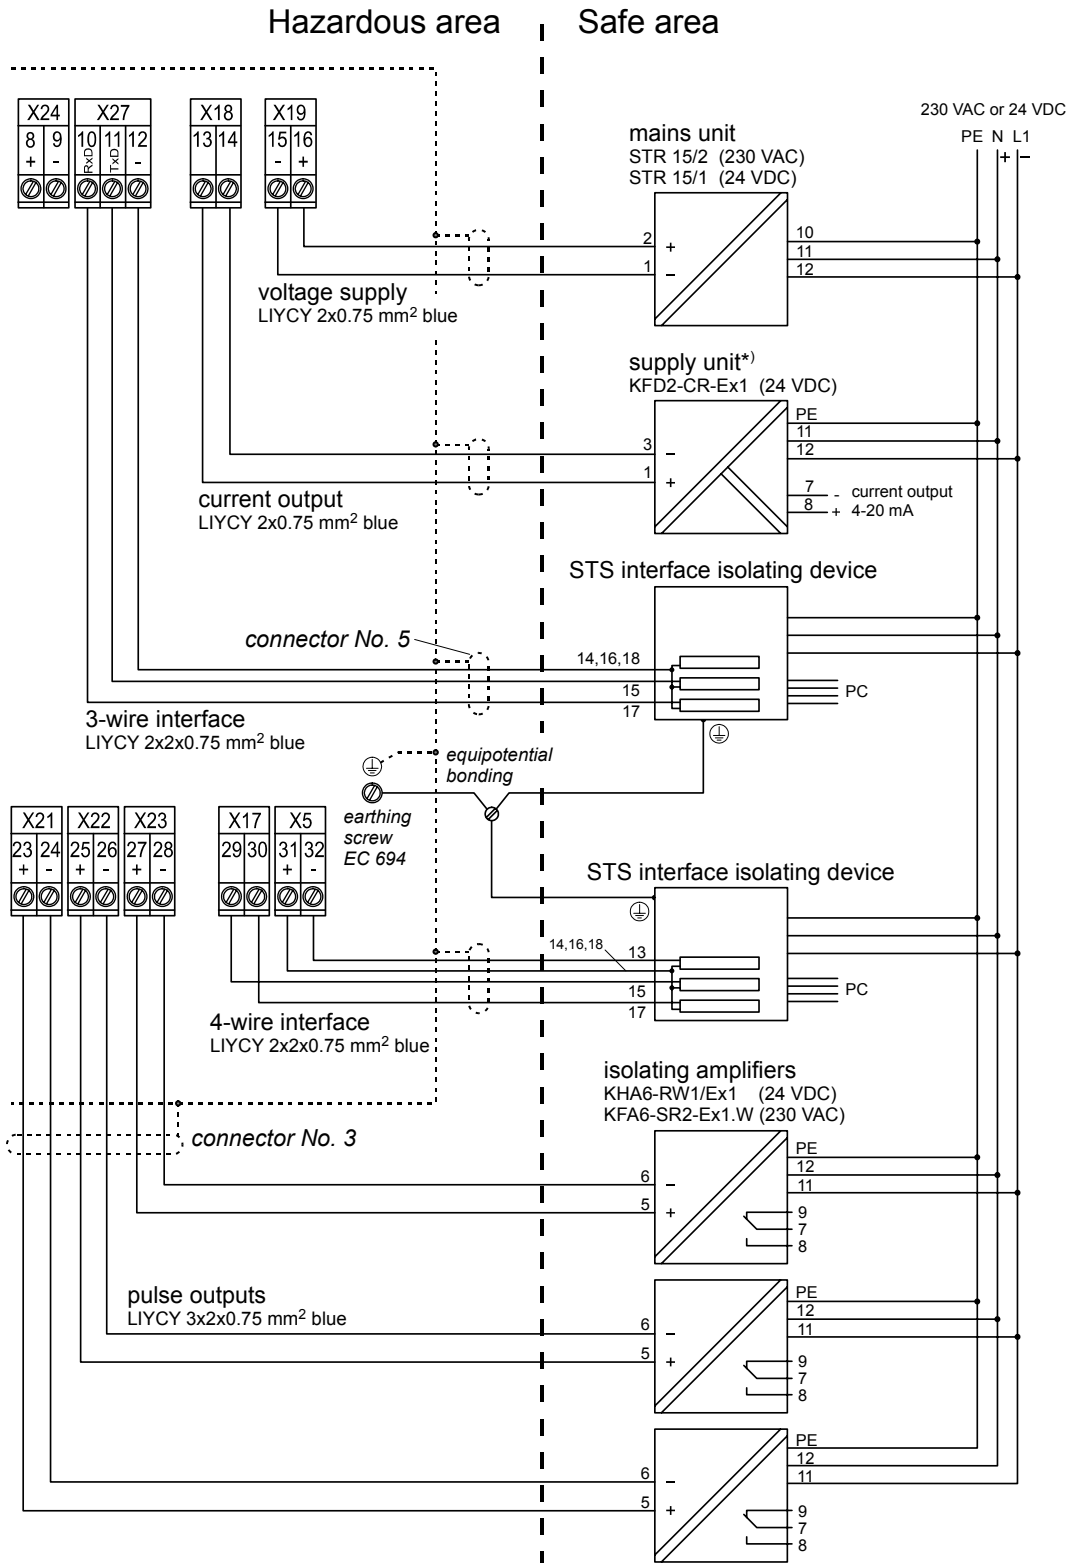 Hazardous area
Safe area
X24
8 9
+ -
X27
10 11 12
RxD TxD -
X18
13 14
X19
15 16
- +
230 VAC or 24 VDC
PE N L1
+ -
mains unit
STR 15/2 (230 VAC)
STR 15/1 (24 VDC)
2 +
1 -
10
11
12
voltage supply
LIYCY 2x0.75 mm² blue
supply unit*)
KFD2-CR-Ex1 (24 VDC)
3 -
1 +
PE
11
12
7 - current output
8 + 4-20 mA
current output
LIYCY 2x0.75 mm² blue
STS interface isolating device
connector No. 5
14,16,18
15
17
PC
3-wire interface
LIYCY 2x2x0.75 mm² blue
equipotential
bonding
earthing
screw
EC 694
X21
23 24
+ -
X22
25 26
+ -
X23
27 28
+ -
X17
29 30
X5
31 32
+ -
STS interface isolating device
14,16,18
13
15
17
PC
4-wire interface
LIYCY 2x2x0.75 mm² blue
isolating amplifiers
KHA6-RW1/Ex1 (24 VDC)
KFA6-SR2-Ex1.W (230 VAC)
connector No. 3
6 -
5 +
PE
12
11
9
7
8
pulse outputs
LIYCY 3x2x0.75 mm² blue
6 -
5 +
PE
12
11
9
7
8
6 -
5 +
PE
12
11
9
7
8